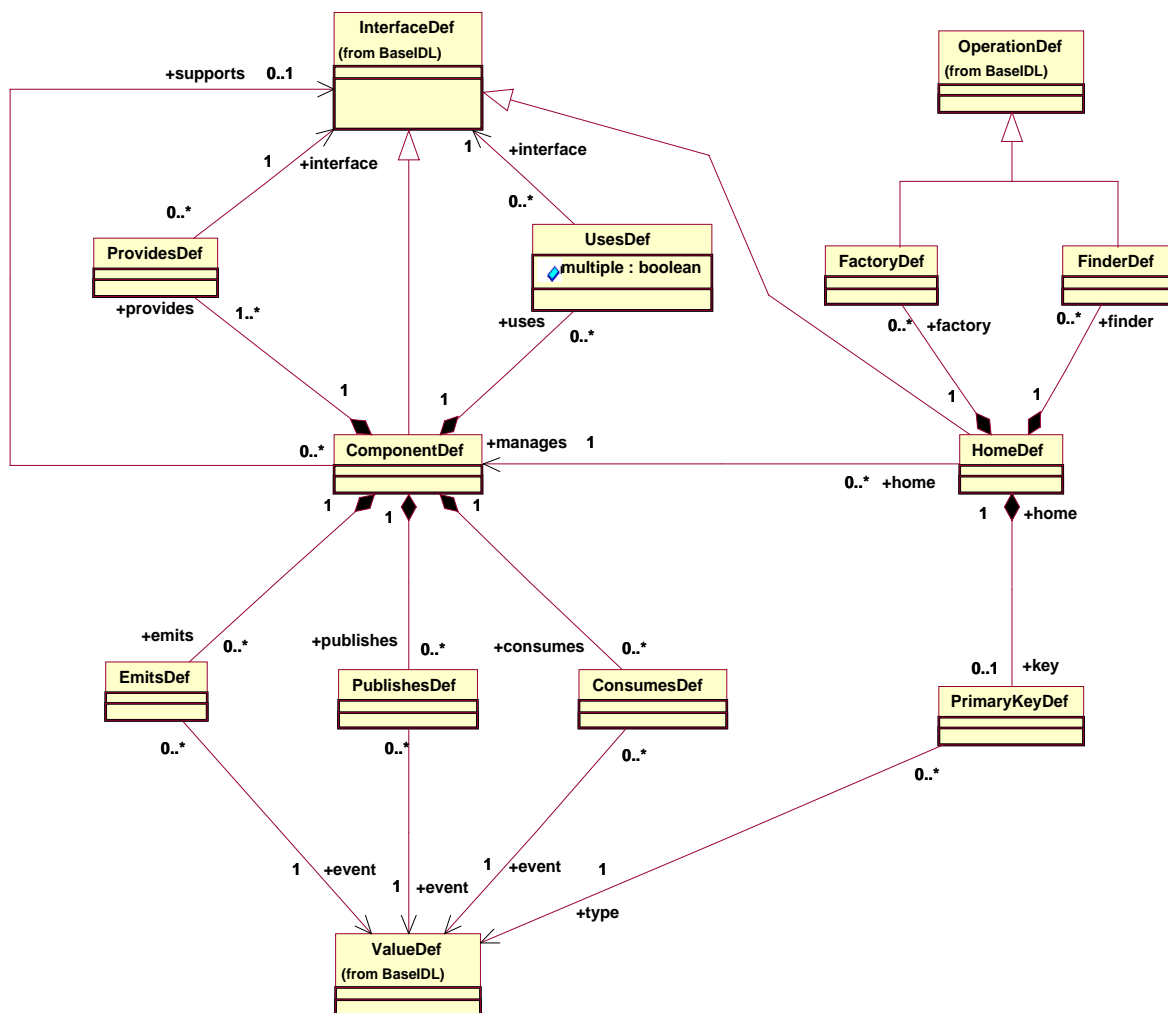 InterfaceDef
(from BaseIDL)
OperationDef
(from BaseIDL)
+supports 0..1
1 +interface
1 +interface
0..*
0..*
ProvidesDef
UsesDef
multiple : boolean
FactoryDef
FinderDef
+provides 1..*
+uses
0..*
0..* +factory
0..* +finder
1
1
1
1
0..*
ComponentDef
+manages 1
HomeDef
0..* +home
1
1
1
1 +home
+emits
0..*
+publishes
0..*
+consumes
0..*
0..1 +key
EmitsDef
PublishesDef
ConsumesDef
PrimaryKeyDef
0..*
0..*
0..*
0..*
1 +event
1 +event
1 +event
1
+type
ValueDef
(from BaseIDL)